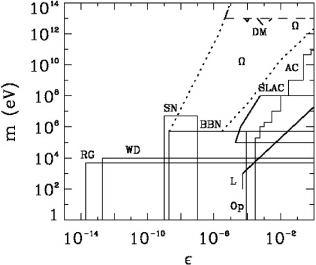 10^14
10^12
10^10
10^8
10^6
10^4
10^2
1
m (eV)
Ω
DM
Ω
AC
SLAC
SN
BBN
RG
WD
L
Op
10^-14
10^-10
10^-6
10^-2
ϵ